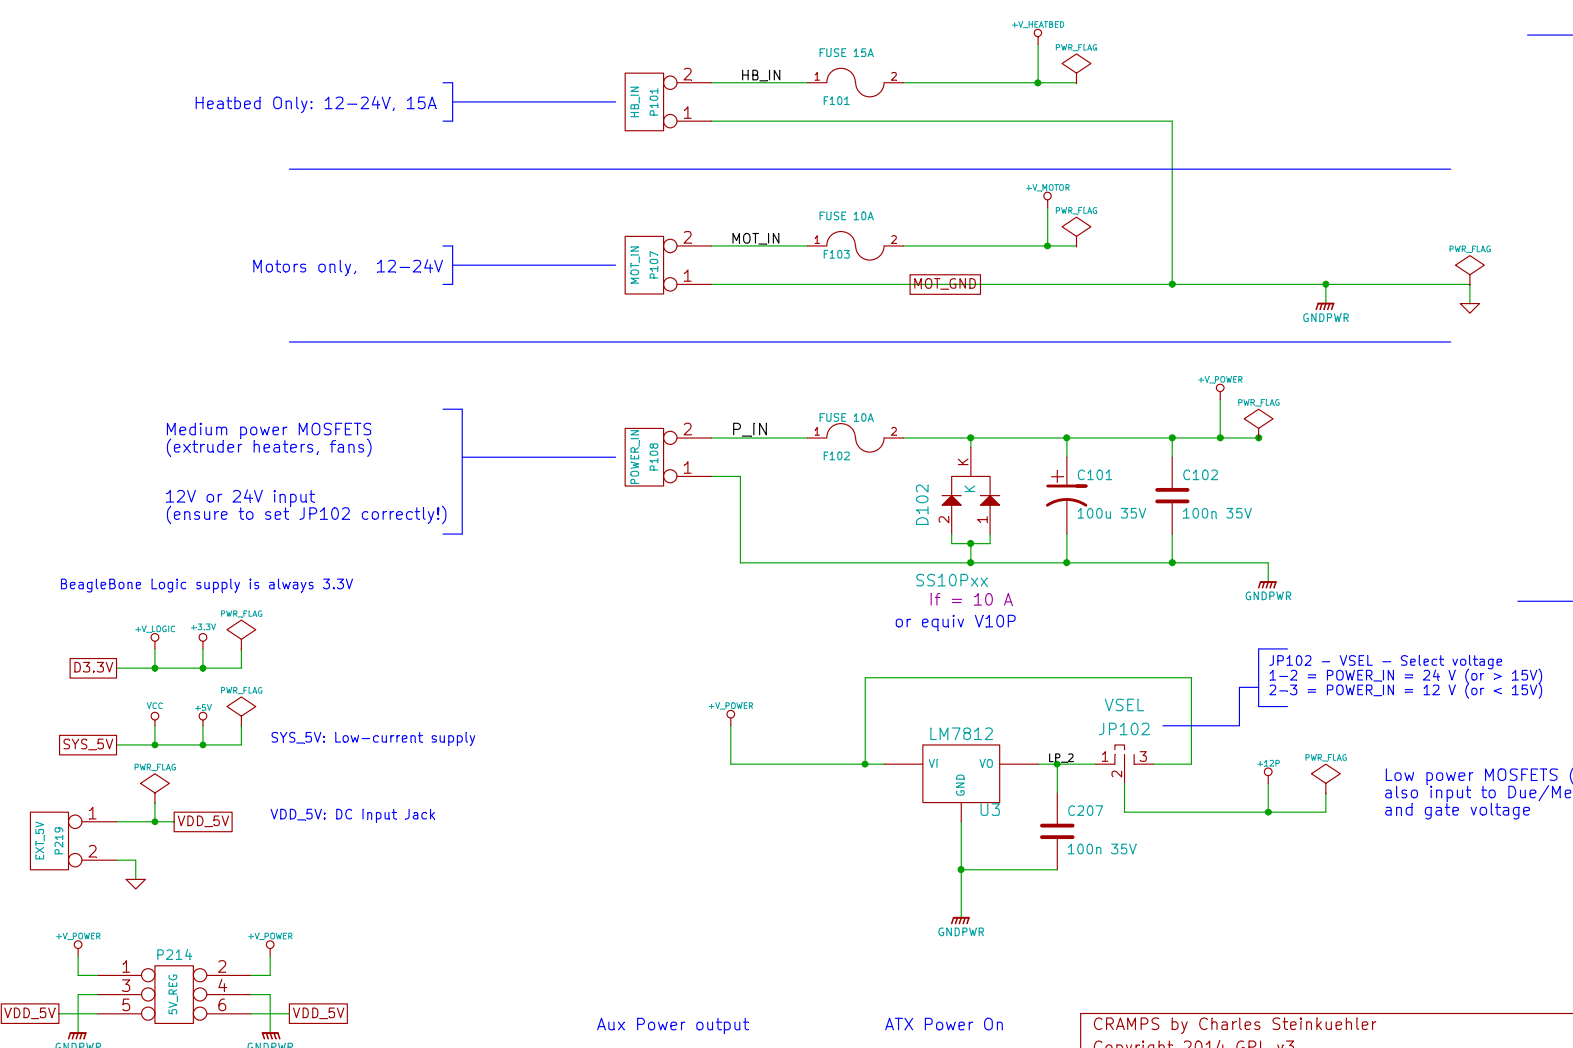 +V_HEATBED
PWR_FLAG
FUSE 15A
HB_IN
1
2
F101
2
1
HB_IN
P101
Heatbed Only: 12-24V, 15A
+V_MOTOR
PWR_FLAG
FUSE 10A
MOT_IN
1
2
F103
2
1
MOT_IN
P107
Motors only, 12-24V
MOT_GND
PWR_FLAG
GNDPWR
+V_POWER
PWR_FLAG
FUSE 10A
P_IN
1
2
F102
2
1
POWER_IN
P108
Medium power MOSFETS
(extruder heaters, fans)
12V or 24V input
(ensure to set JP102 correctly!)
K
K
D102
2
1
C101
100u 35V
C102
100n 35V
SS10Pxx
If = 10 A
or equiv V10P
GNDPWR
BeagleBone Logic supply is always 3.3V
+V_LOGIC
+3.3V
PWR_FLAG
D3.3V
VCC
+5V
PWR_FLAG
SYS_5V
SYS_5V: Low-current supply
PWR_FLAG
1
2
EXT_5V
P219
VDD_5V
VDD_5V: DC Input Jack
JP102 - VSEL - Select voltage
1-2 = POWER_IN = 24 V (or > 15V)
2-3 = POWER_IN = 12 V (or < 15V)
+V_POWER
LM7812
VI
VO
GND
U3
LP_2
VSEL
JP102
1
2
3
C207
100n 35V
GNDPWR
+12P
PWR_FLAG
Low power MOSFETS (
also input to Due/Me
and gate voltage
+V_POWER
+V_POWER
P214
1
2
3
4
5
6
5V_REG
VDD_5V
VDD_5V
GNDPWR
GNDPWR
Aux Power output
ATX Power On
CRAMPS by Charles Steinkuehler
Copyright 2014 GPL v3